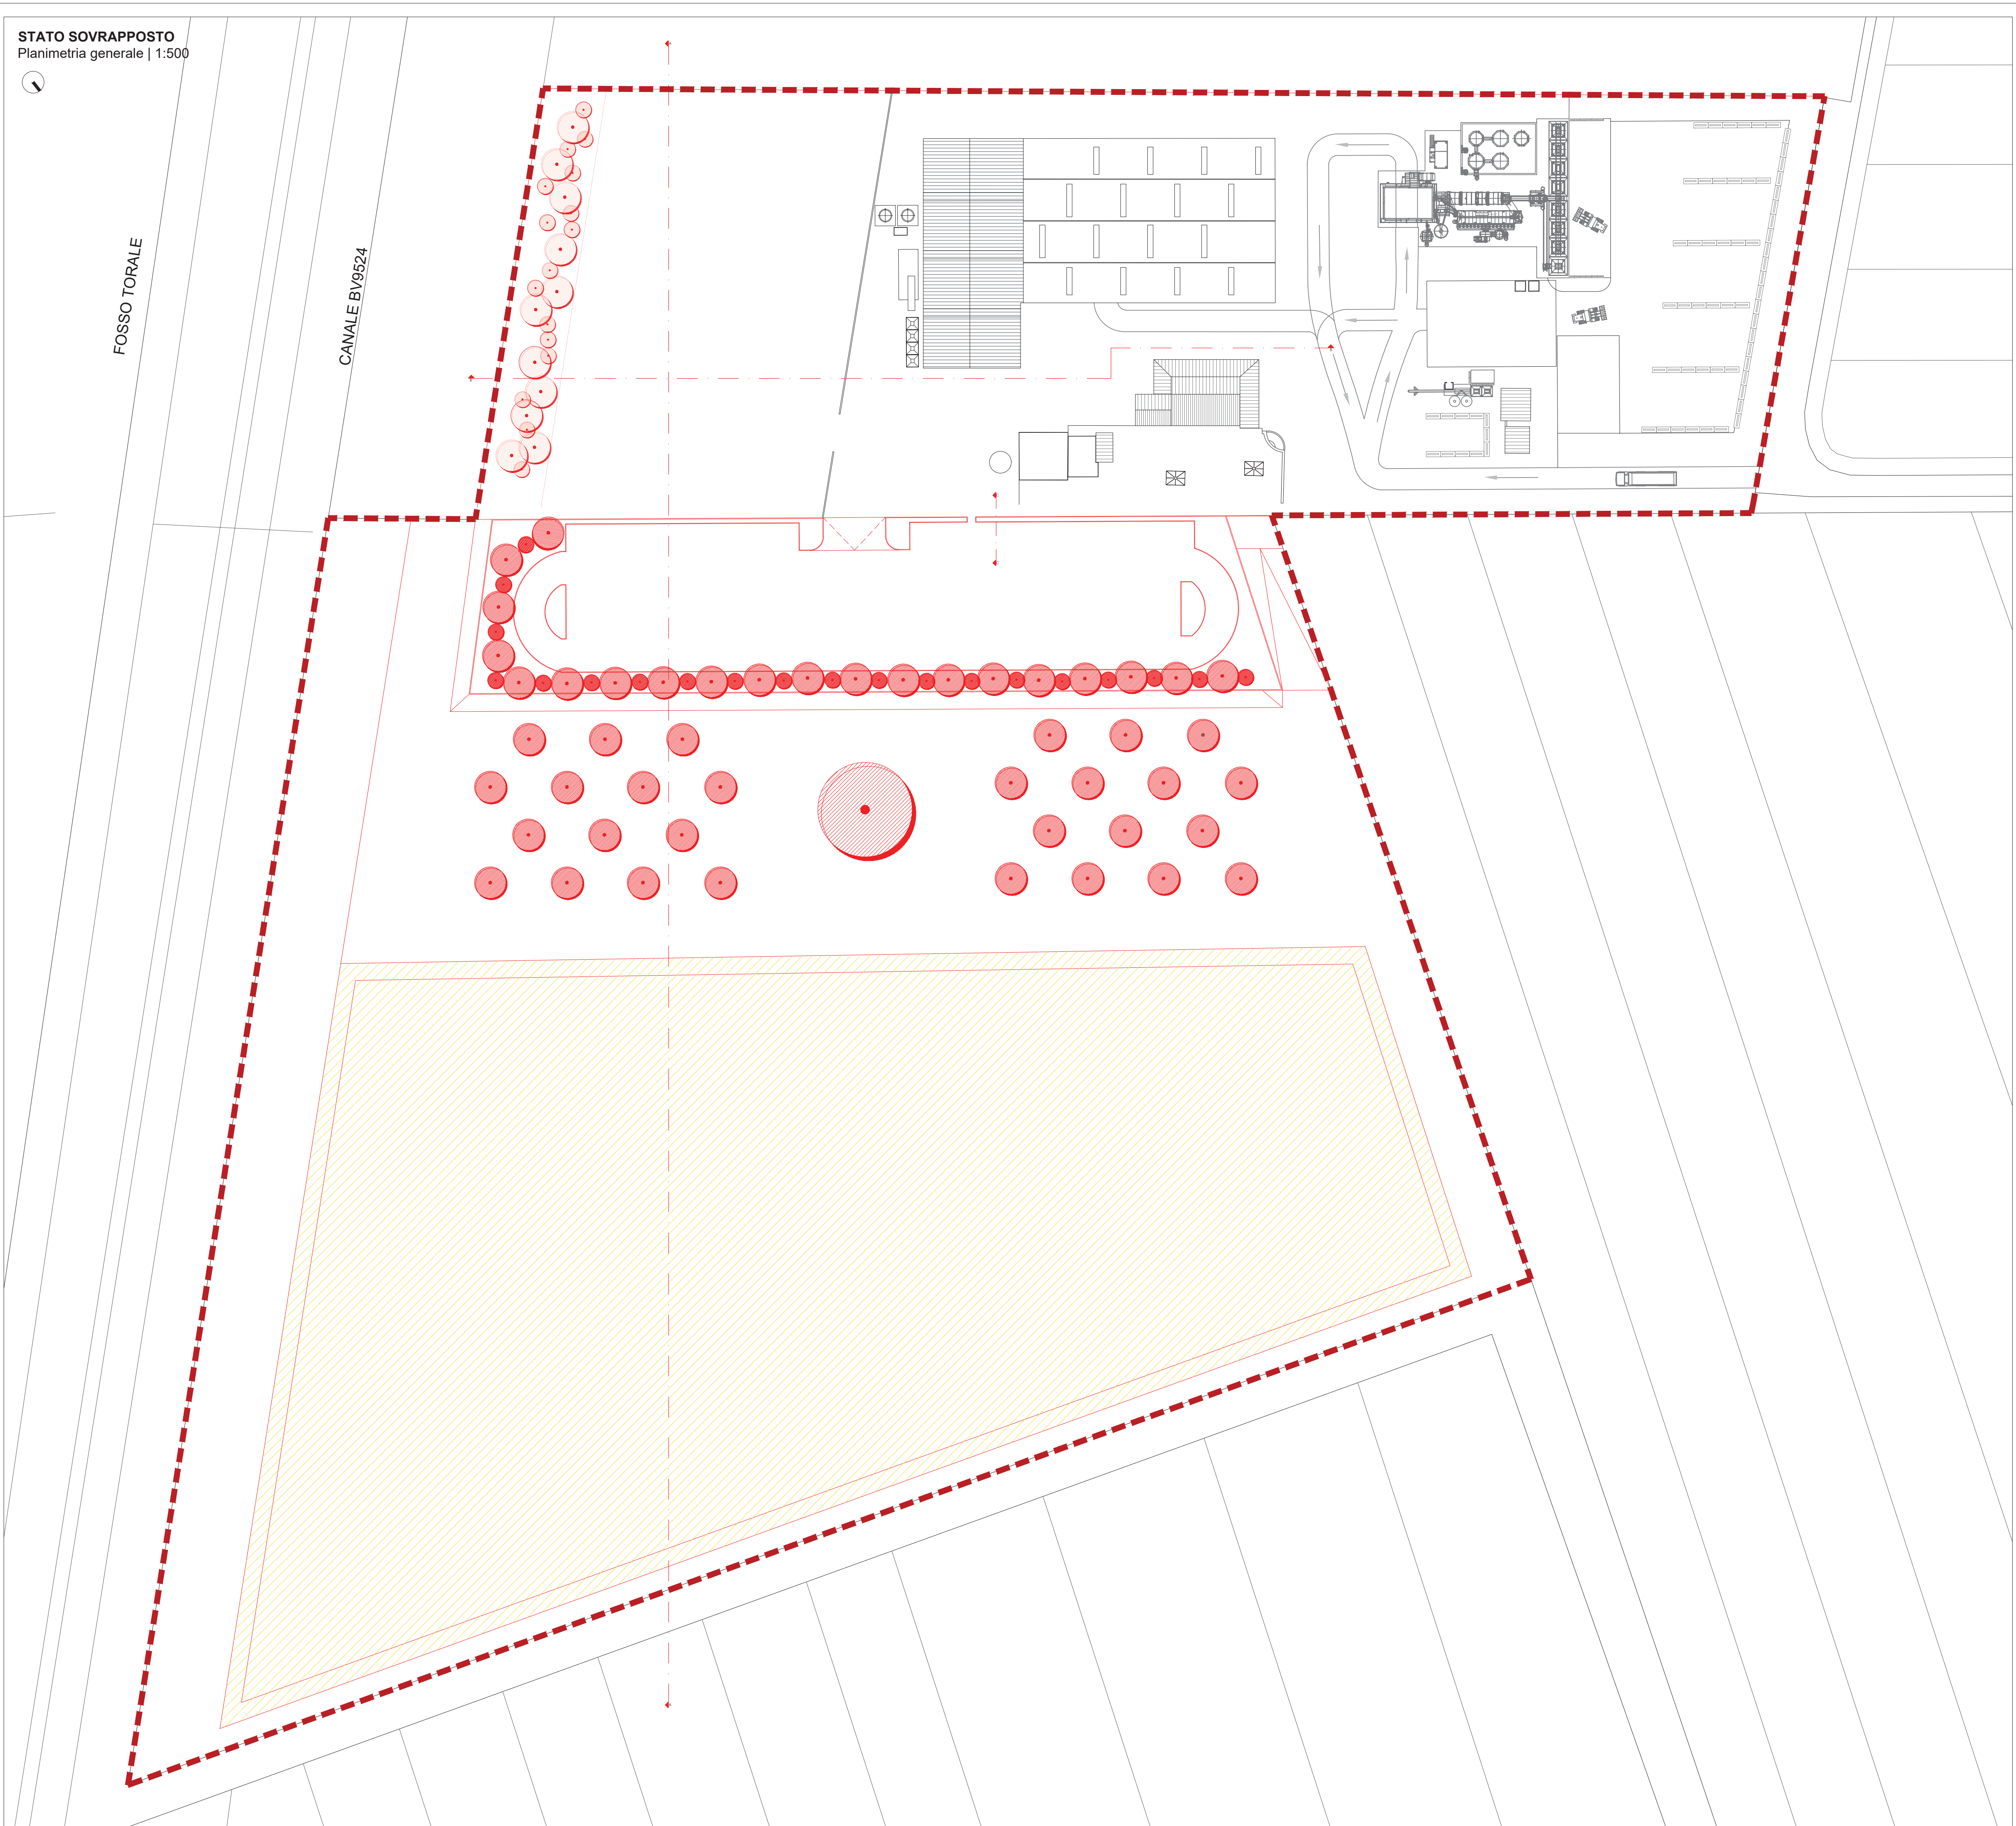 STATO SOVRAPPOSTO
Planimetria generale | 1:500
FOSSO TORALE
CANALE BV9524